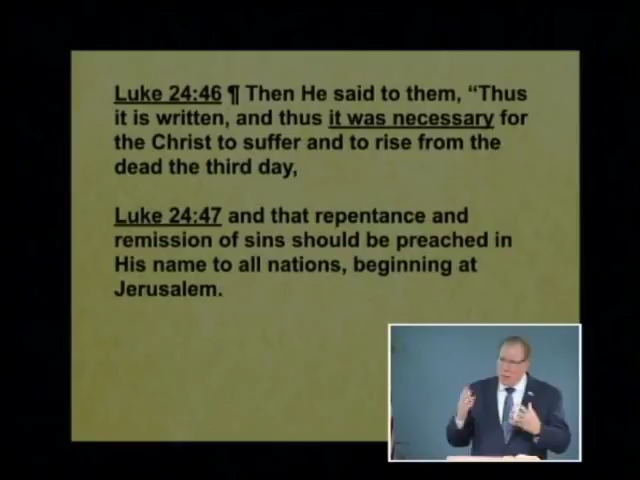 Luke 24:46 ¶ Then He said to them, “Thus
it is written, and thus it was necessary for
the Christ to suffer and to rise from the
dead the third day,
Luke 24:47 and that repentance and
remission of sins should be preached in
His name to all nations, beginning at
Jerusalem.